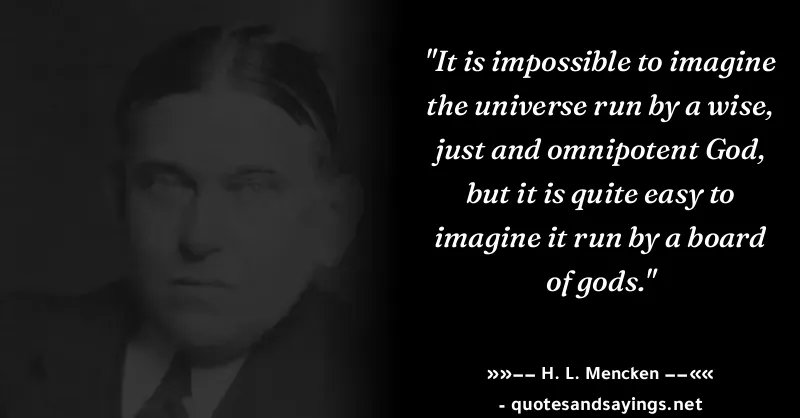 "It is impossible to imagine
the universe run by a wise,
just and omnipotent God,
but it is quite easy to
imagine it run by a board
of gods."
»»−− H. L. Mencken −−««
- quotesandsayings.net